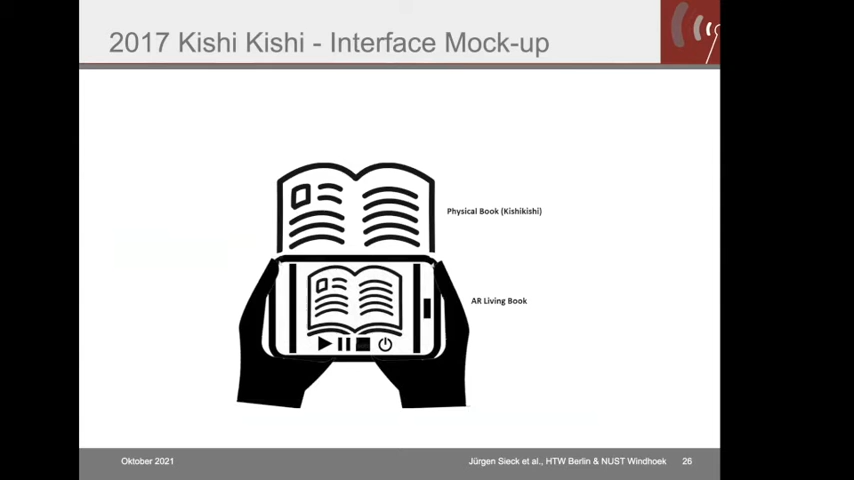 2017 Kishi Kishi - Interface Mock-up
Physical Book (Kishikishi)
AR Living Book
Oktober 2021
Jürgen Sieck et al., HTW Berlin & NUST Windhoek
26